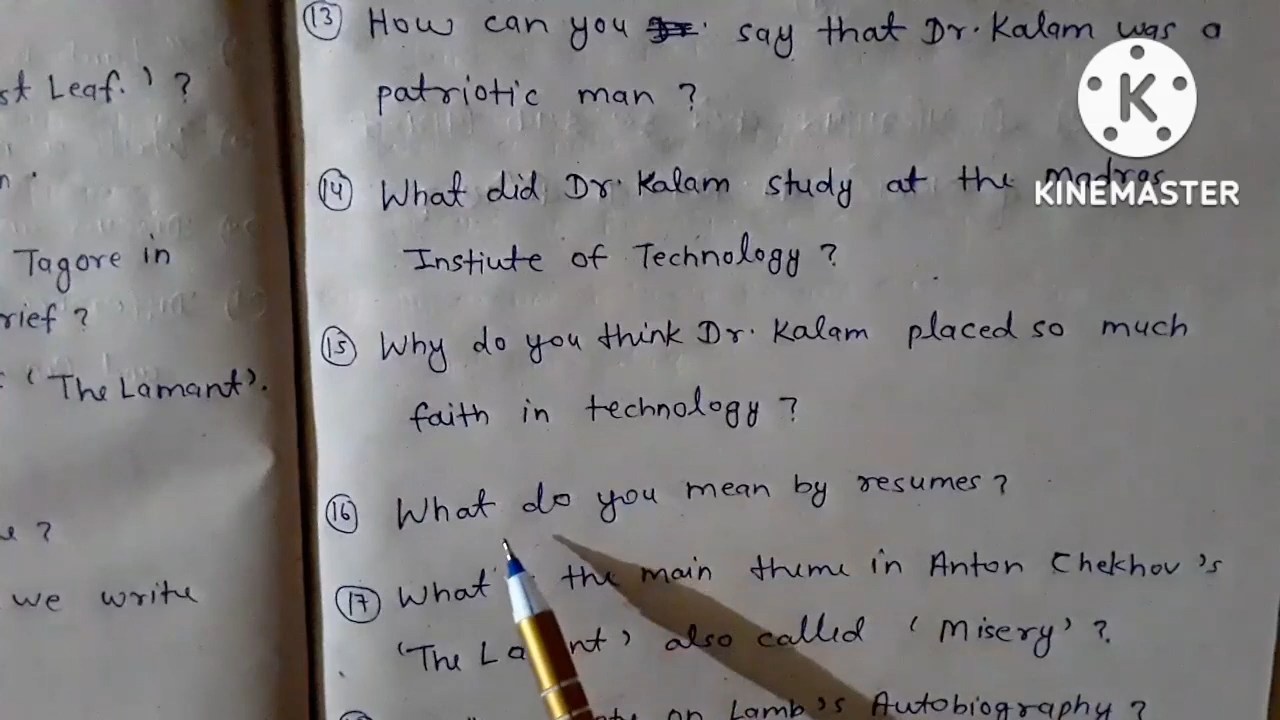 st Leaf.' ?
Tagore in
rief ?
'The Lamant'.
?
we write
(13) How can you say that Dr. Kalam was a
patriotic man ?
(14) What did Dr. Kalam study at the Madras
Instiute of Technology ?
(15) Why do you think Dr. Kalam placed so much
faith in technology ?
(16) What do you mean by resumes ?
(17) What the main theme in Anton Chekhov's
'The La nt' also called 'Misery' ?
on Lamb's Autobiography ?
K
KINEMASTER